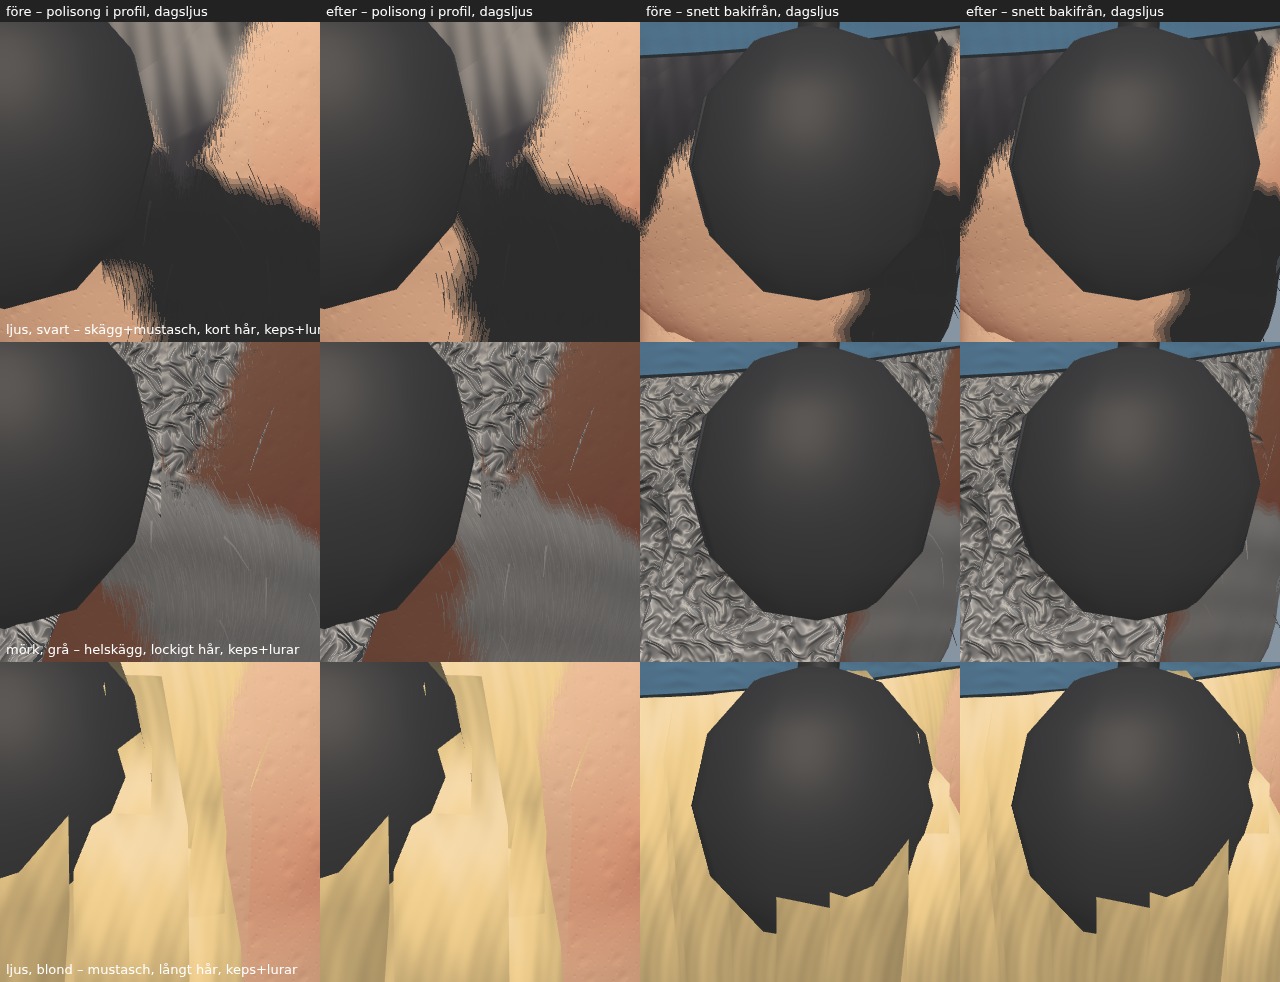 före – polisong i profil, dagsljus
efter – polisong i profil, dagsljus
före – snett bakifrån, dagsljus
efter – snett bakifrån, dagsljus
ljus, svart – skägg+mustasch, kort hår, keps+lur
mörk, grå – helskägg, lockigt hår, keps+lurar
ljus, blond – mustasch, långt hår, keps+lurar